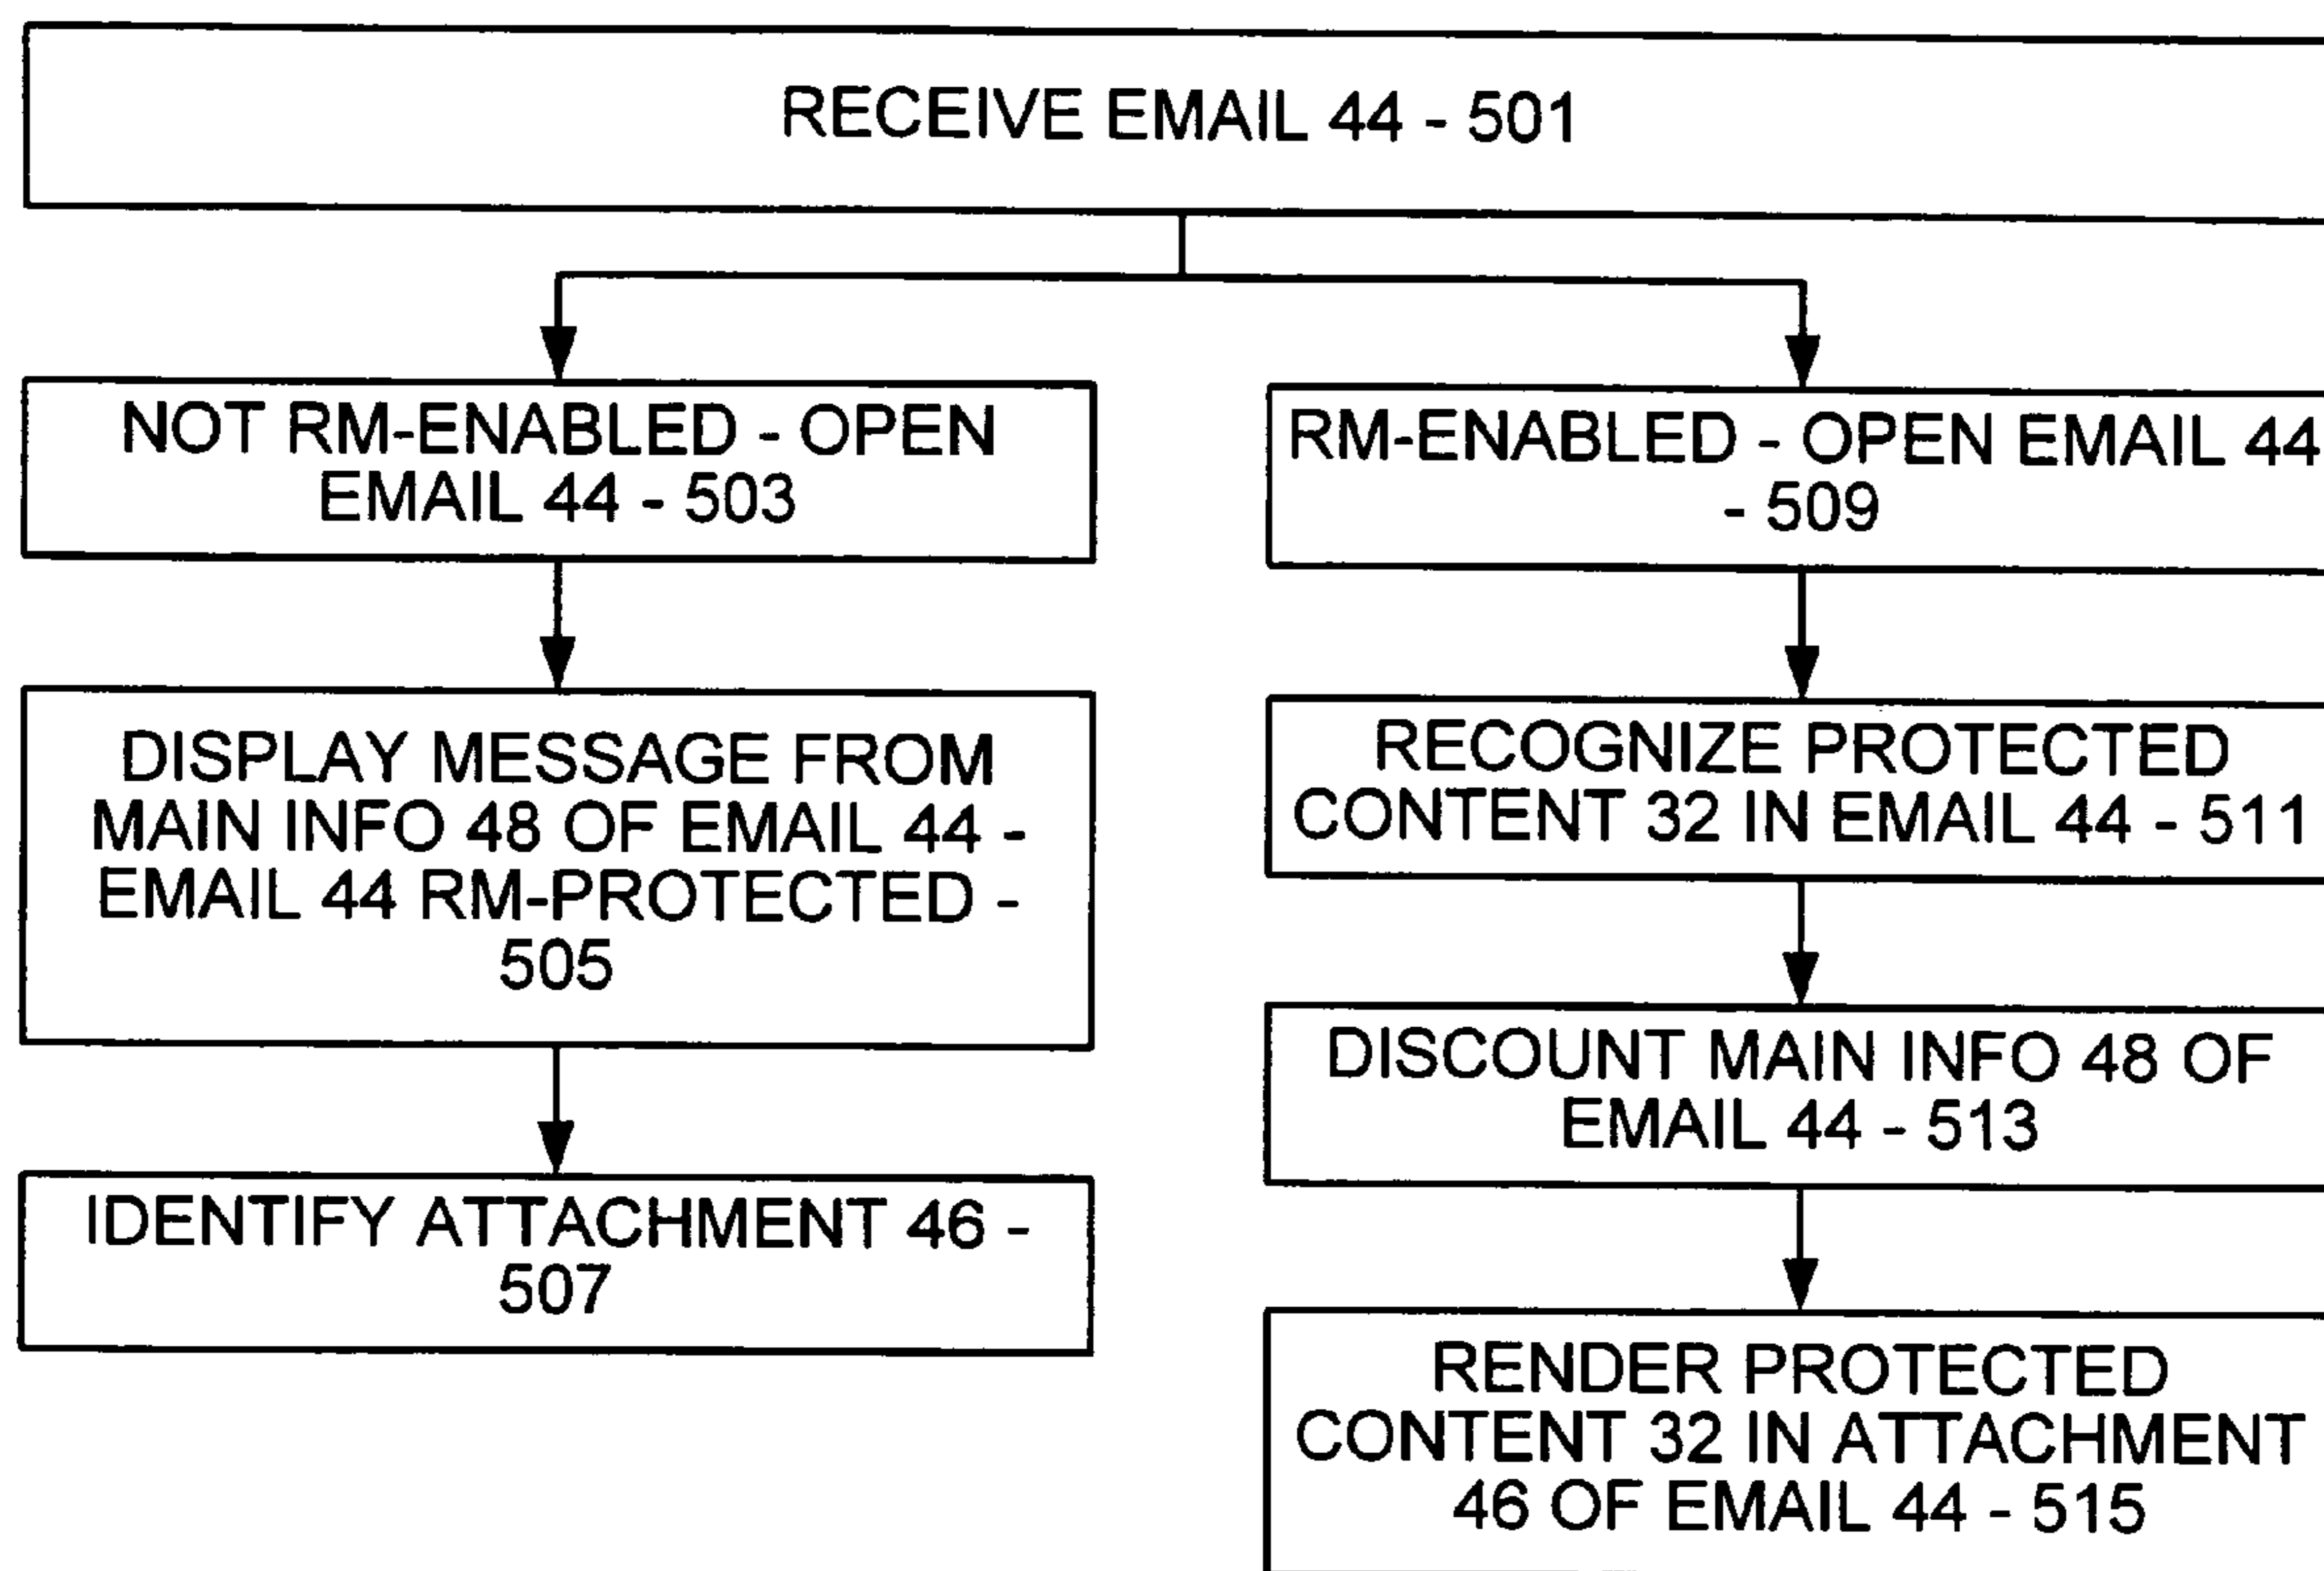 RECEIVE EMAIL 44 - 501
NOT RM-ENABLED - OPEN
EMAIL 44 - 503
DISPLAY MESSAGE FROM
MAIN INFO 48 OF EMAIL 44 -
EMAIL 44 RM-PROTECTED -
505
IDENTIFY ATTACHMENT 46 -
507
RM-ENABLED - OPEN EMAIL 44
- 509
RECOGNIZE PROTECTED
CONTENT 32 IN EMAIL 44 - 511
DISCOUNT MAIN INFO 48 OF
EMAIL 44 - 513
RENDER PROTECTED
CONTENT 32 IN ATTACHMENT
46 OF EMAIL 44 - 515